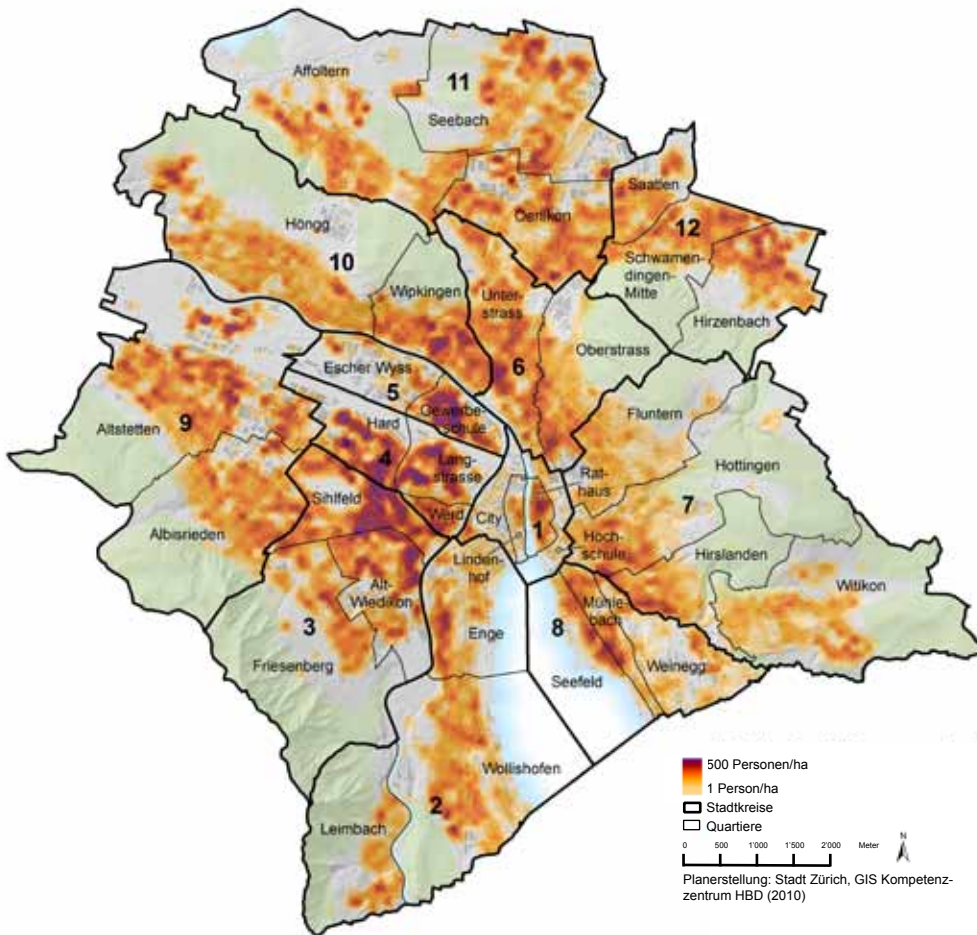 Affoltern
11
Seebach
Saatlen
Oerlikon
12
Höngg
10
Schwamen-
dingen-
Mitte
Wipkingen
Unter-
strass
Hirzenbach
Oberstrass
Escher Wyss
6
5
Fluntern
9
Gewerbe-
schule
Altstetten
Hard
4
Lang-
strasse
Hottingen
Rat-
haus
Sihlfeld
7
Werd
City
1
Albisrieden
Hoch-
schule
Linden-
hof
Hirslanden
Alt-
Wiedikon
Witikon
Mühle-
bach
3
Enge
8
Friesenberg
Weinegg
Seefeld
Wollishofen
2
Leimbach
500 Personen/ha
1 Person/ha
Stadtkreise
Quartiere
0 500 1'000 1'500 2'000 Meter N
Planerstellung: Stadt Zürich, GIS Kompetenz-
zentrum HBD (2010)